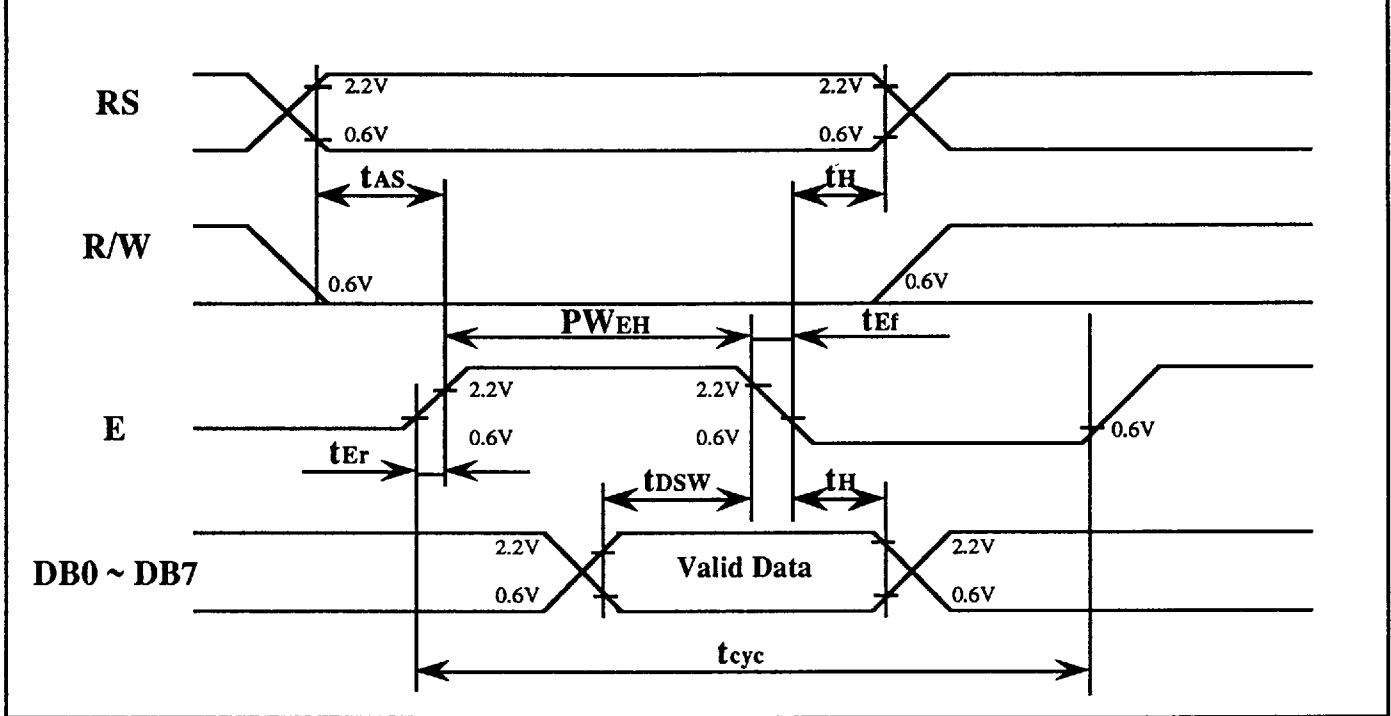 RS
2.2V
2.2V
0.6V
0.6V
tAS
tH
R/W
0.6V
0.6V
PWEH
tEf
E
2.2V
2.2V
0.6V
0.6V
0.6V
tEr
tDSW
tH
DB0 ~ DB7
2.2V
Valid Data
2.2V
0.6V
0.6V
tcyc